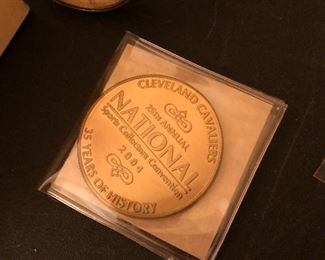 CLEVELAND CAVALIERS
25TH ANNUAL
NATIONAL
Sports Collectors Convention
2004
35 YEARS OF HISTORY